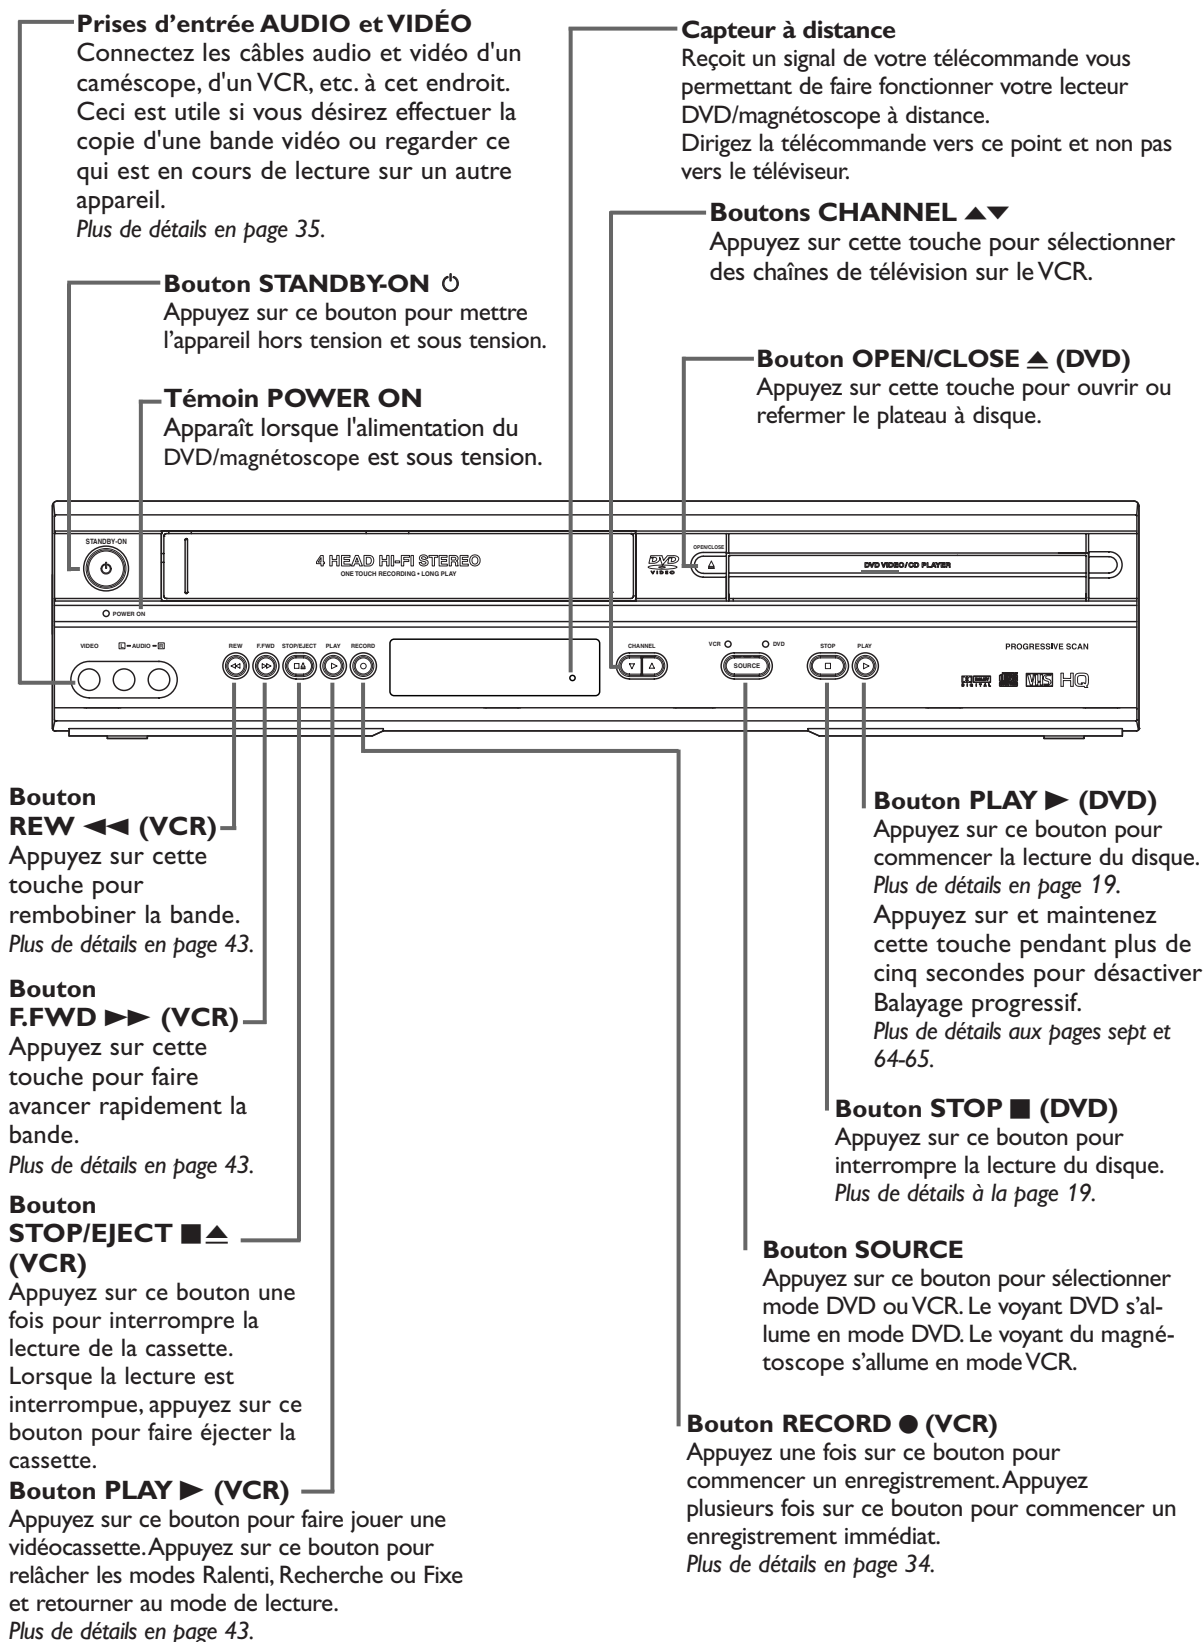 Prises d’entrée AUDIO et VIDÉO
Connectez les câbles audio et vidéo d'un
caméscope, d'un VCR, etc. à cet endroit.
Ceci est utile si vous désirez effectuer la
copie d'une bande vidéo ou regarder ce
qui est en cours de lecture sur un autre
appareil.
Plus de détails en page 35.
Capteur à distance
Reçoit un signal de votre télécommande vous
permettant de faire fonctionner votre lecteur
DVD/magnétoscope à distance.
Dirigez la télécommande vers ce point et non pas
vers le téléviseur.
Boutons CHANNEL ▲▼
Appuyez sur cette touche pour sélectionner
des chaînes de télévision sur le VCR.
Bouton STANDBY-ON ⏻
Appuyez sur ce bouton pour mettre
l’appareil hors tension et sous tension.
Bouton OPEN/CLOSE ⏏ (DVD)
Appuyez sur cette touche pour ouvrir ou
refermer le plateau à disque.
Témoin POWER ON
Apparaît lorsque l'alimentation du
DVD/magnétoscope est sous tension.
STANDBY-ON
4 HEAD HI-FI STEREO
ONE TOUCH RECORDING • LONG PLAY
DVD
VIDEO
OPEN/CLOSE
DVD VIDEO/CD PLAYER
POWER ON
VIDEO L – AUDIO – R
REW F.FWD STOP/EJECT PLAY RECORD
CHANNEL
VCR DVD
SOURCE
STOP PLAY
PROGRESSIVE SCAN
DIGITAL VHS HQ
Bouton
REW ◀◀ (VCR)
Appuyez sur cette
touche pour
rembobiner la bande.
Plus de détails en page 43.
Bouton
F.FWD ▶▶ (VCR)
Appuyez sur cette
touche pour faire
avancer rapidement la
bande.
Plus de détails en page 43.
Bouton
STOP/EJECT ■⏏
(VCR)
Appuyez sur ce bouton une
fois pour interrompre la
lecture de la cassette.
Lorsque la lecture est
interrompue, appuyez sur ce
bouton pour faire éjecter la
cassette.
Bouton PLAY ▶ (VCR)
Appuyez sur ce bouton pour faire jouer une
vidéocassette. Appuyez sur ce bouton pour
relâcher les modes Ralenti, Recherche ou Fixe
et retourner au mode de lecture.
Plus de détails en page 43.
Bouton PLAY ▶ (DVD)
Appuyez sur ce bouton pour
commencer la lecture du disque.
Plus de détails en page 19.
Appuyez sur et maintenez
cette touche pendant plus de
cinq secondes pour désactiver
Balayage progressif.
Plus de détails aux pages sept et
64-65.
Bouton STOP ■ (DVD)
Appuyez sur ce bouton pour
interrompre la lecture du disque.
Plus de détails à la page 19.
Bouton SOURCE
Appuyez sur ce bouton pour sélectionner
mode DVD ou VCR. Le voyant DVD s’al-
lume en mode DVD. Le voyant du magné-
toscope s’allume en mode VCR.
Bouton RECORD ● (VCR)
Appuyez une fois sur ce bouton pour
commencer un enregistrement. Appuyez
plusieurs fois sur ce bouton pour commencer un
enregistrement immédiat.
Plus de détails en page 34.